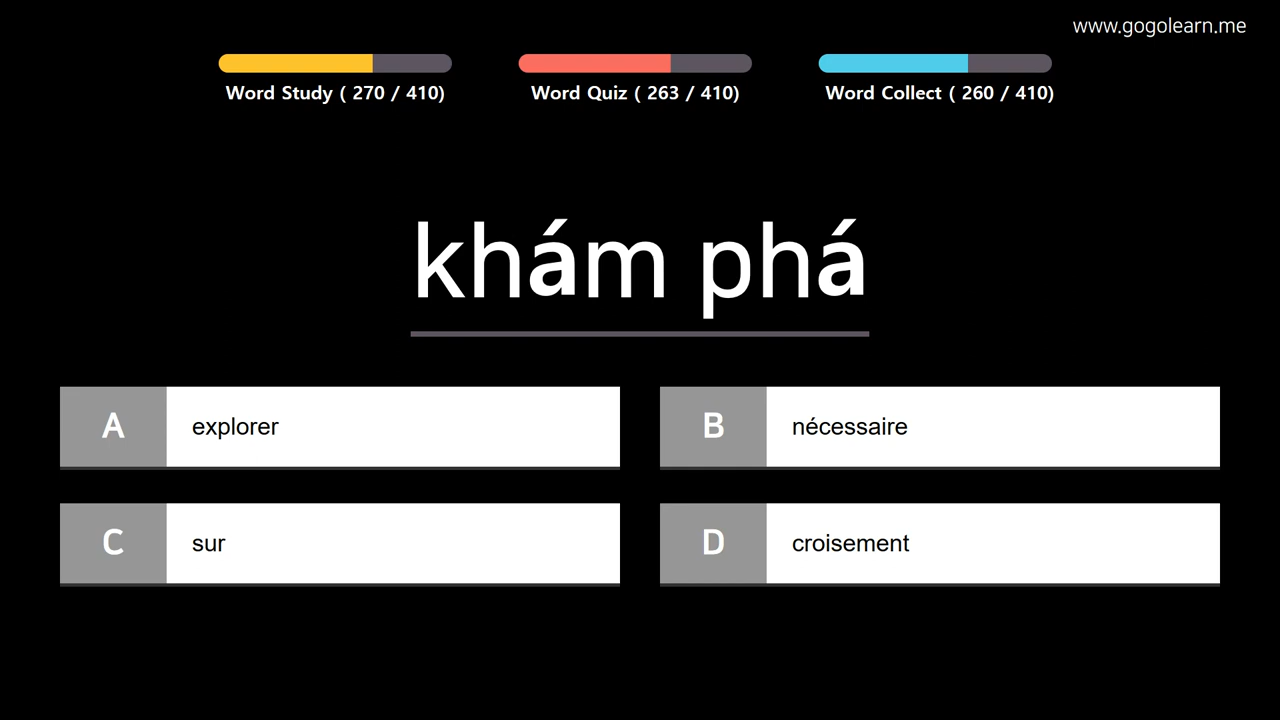 www.gogolearn.me
Word Study ( 270 / 410)
Word Quiz ( 263 / 410)
Word Collect ( 260 / 410)
khám phá
A
explorer
B
nécessaire
C
sur
D
croisement